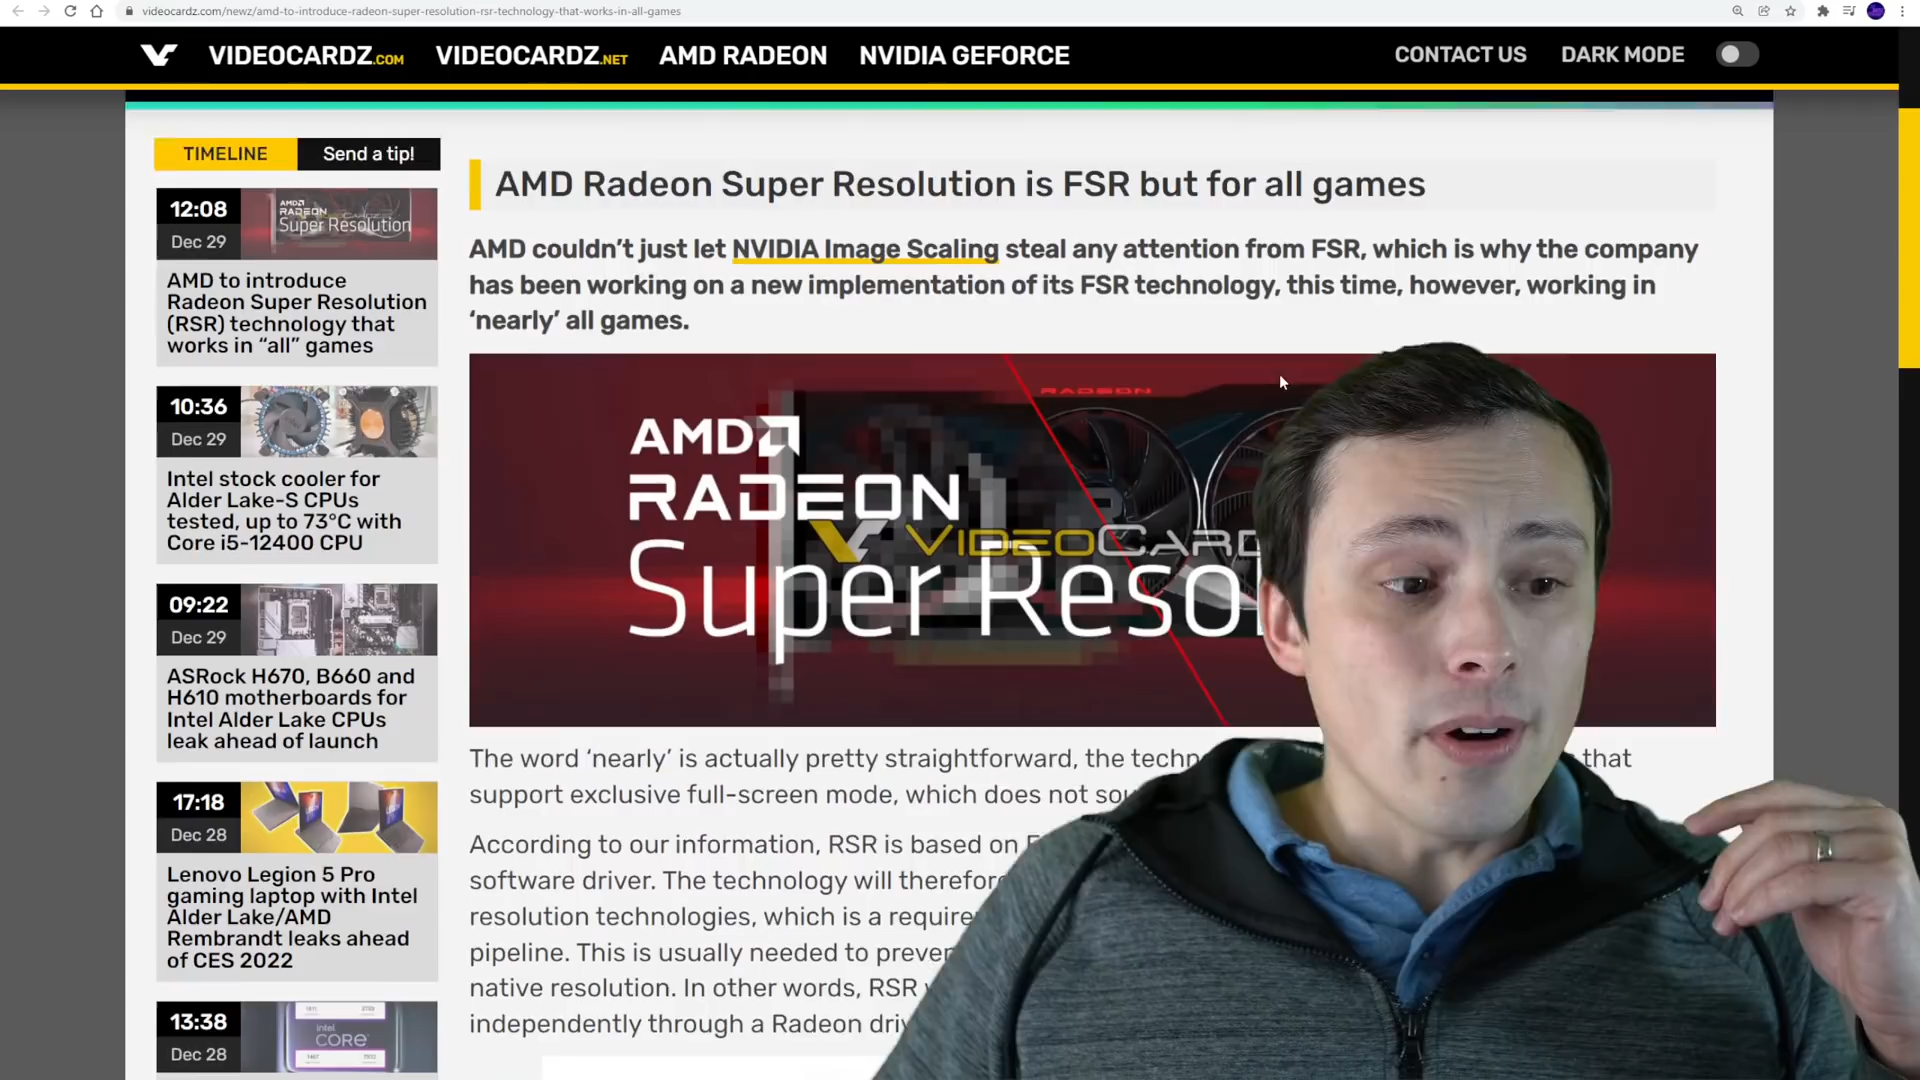 videocardz.com/newz/amd-to-introduce-radeon-super-resolution-rsr-technology-that-works-in-all-games
VIDEOCARDZ.COM VIDEOCARDZ.NET AMD RADEON NVIDIA GEFORCE CONTACT US DARK MODE
TIMELINE Send a tip!
12:08
Dec 29
AMD
RADEON
Super Resolution
AMD to introduce
Radeon Super Resolution
(RSR) technology that
works in “all” games
10:36
Dec 29
Intel stock cooler for
Alder Lake-S CPUs
tested, up to 73°C with
Core i5-12400 CPU
09:22
Dec 29
ASRock H670, B660 and
H610 motherboards for
Intel Alder Lake CPUs
leak ahead of launch
17:18
Dec 28
Lenovo Legion 5 Pro
gaming laptop with Intel
Alder Lake/AMD
Rembrandt leaks ahead
of CES 2022
13:38
Dec 28
intel
CORE
AMD Radeon Super Resolution is FSR but for all games
AMD couldn’t just let NVIDIA Image Scaling steal any attention from FSR, which is why the company
has been working on a new implementation of its FSR technology, this time, however, working in
‘nearly’ all games.
RADEON
AMD
RADEON
VIDEOCARD
Super Reso
The word ‘nearly’ is actually pretty straightforward, the that
support exclusive full-screen mode, which does not
According to our information, RSR is based on
software driver. The technology will therefore
resolution technologies, which is a
pipeline. This is usually needed to
native resolution. In other words, RSR
independently through a Radeon